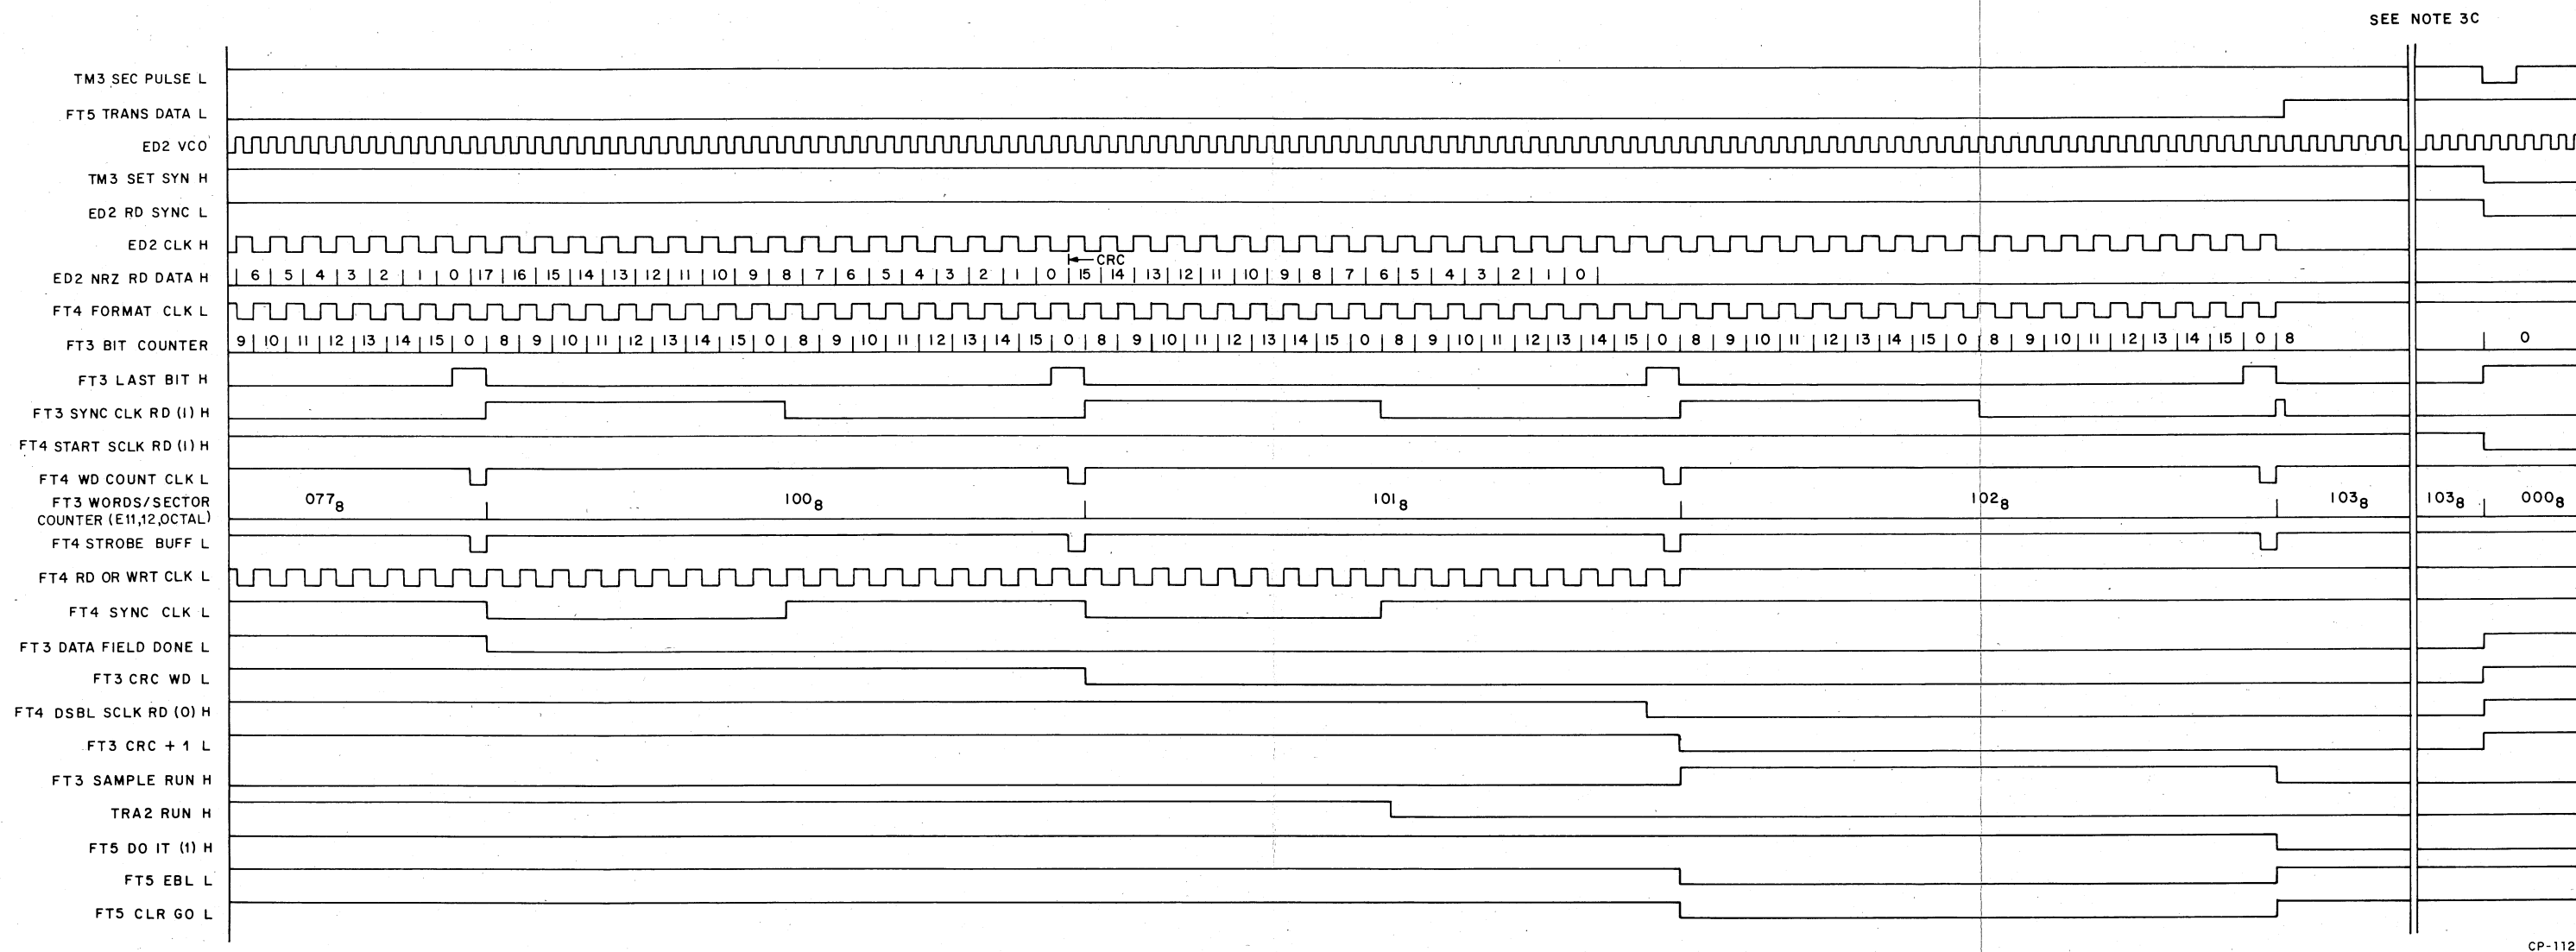 SEE NOTE 3C
TM3 SEC PULSE L
FT5 TRANS DATA L
ED2 VCO
TM3 SET SYN H
ED2 RD SYNC L
ED2 CLK H
CRC
ED2 NRZ RD DATA H 6 5 4 3 2 1 0 17 16 15 14 13 12 11 10 9 8 7 6 5 4 3 2 1 0 15 14 13 12 11 10 9 8 7 6 5 4 3 2 1 0
FT4 FORMAT CLK L
FT3 BIT COUNTER 9 10 11 12 13 14 15 0 8 9 10 11 12 13 14 15 0 8 9 10 11 12 13 14 15 0 8 9 10 11 12 13 14 15 0 8 9 10 11 12 13 14 15 0 8 9 10 11 12 13 14 15 0 8 9 10 11 12 13 14 15 0 8 0
FT3 LAST BIT H
FT3 SYNC CLK RD (1) H
FT4 START SCLK RD (1) H
FT4 WD COUNT CLK L
FT3 WORDS/SECTOR 077₈ 100₈ 101₈ 102₈ 103₈ 103₈ 000₈
COUNTER (E11,12,OCTAL)
FT4 STROBE BUFF L
FT4 RD OR WRT CLK L
FT4 SYNC CLK L
FT3 DATA FIELD DONE L
FT3 CRC WD L
FT4 DSBL SCLK RD (0) H
FT3 CRC + 1 L
FT3 SAMPLE RUN H
TRA2 RUN H
FT5 DO IT (1) H
FT5 EBL L
FT5 CLR GO L
CP-112